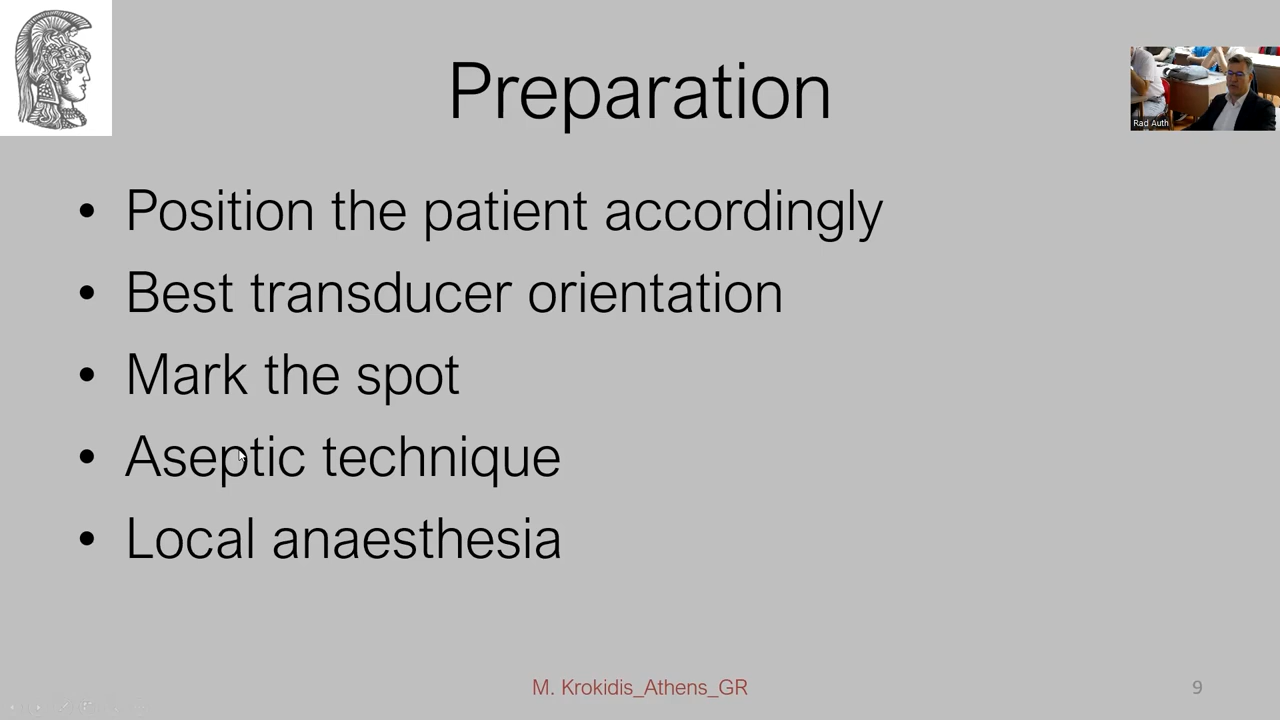 Preparation
Rad Auth
• Position the patient accordingly
• Best transducer orientation
• Mark the spot
• Aseptic technique
• Local anaesthesia
M. Krokidis_Athens_GR
9